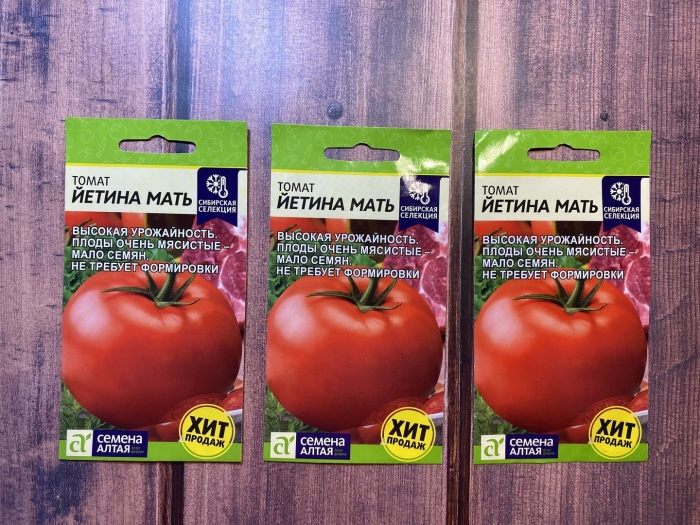 ТОМАТ
ЙЕТИНА МАТЬ
СИБИРСКАЯ
СЕЛЕКЦИЯ
ВЫСОКАЯ УРОЖАЙНОСТЬ.
ПЛОДЫ ОЧЕНЬ МЯСИСТЫЕ –
МАЛО СЕМЯН.
НЕ ТРЕБУЕТ ФОРМИРОВКИ
ХИТ
ПРОДАЖ
СЕМЕНА
АЛТАЯ
ТОМАТ
ЙЕТИНА МАТЬ
СИБИРСКАЯ
СЕЛЕКЦИЯ
ВЫСОКАЯ УРОЖАЙНОСТЬ.
ПЛОДЫ ОЧЕНЬ МЯСИСТЫЕ –
МАЛО СЕМЯН.
НЕ ТРЕБУЕТ ФОРМИРОВКИ
ХИТ
ПРОДАЖ
СЕМЕНА
АЛТАЯ
ТОМАТ
ЙЕТИНА МАТЬ
СИБИРСКАЯ
СЕЛЕКЦИЯ
ВЫСОКАЯ УРОЖАЙНОСТЬ.
ПЛОДЫ ОЧЕНЬ МЯСИСТЫЕ –
МАЛО СЕМЯН.
НЕ ТРЕБУЕТ ФОРМИРОВКИ
ХИТ
ПРОДАЖ
СЕМЕНА
АЛТАЯ